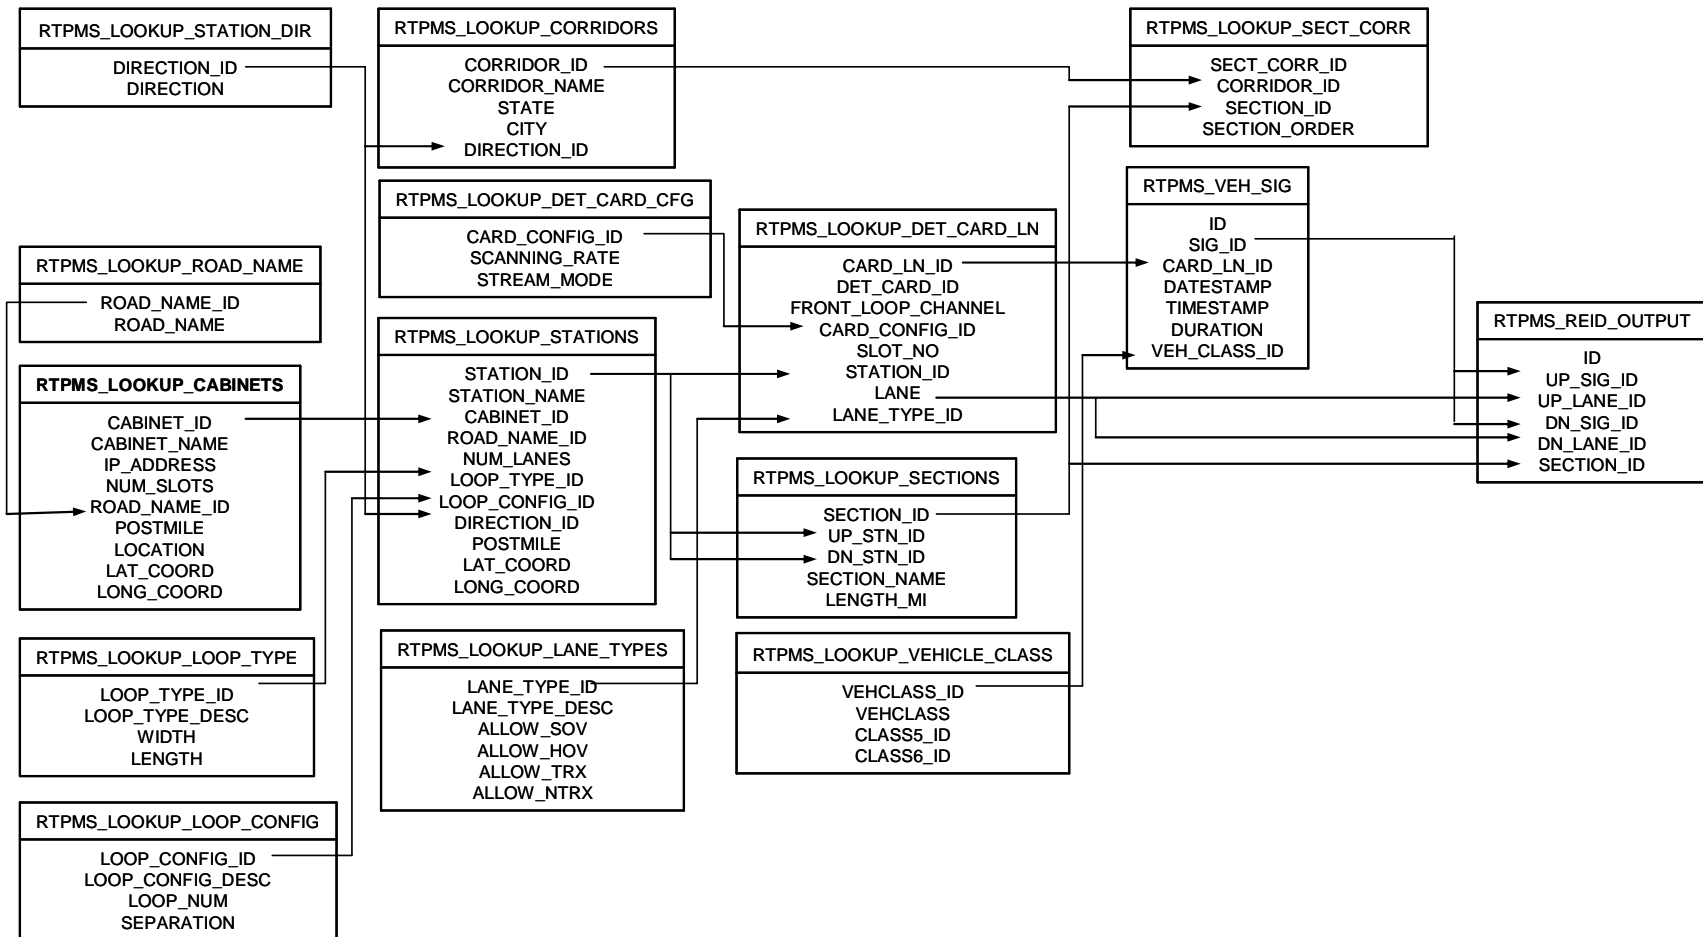 RTPMS_LOOKUP_STATION_DIR
DIRECTION_ID
DIRECTION
RTPMS_LOOKUP_CORRIDORS
CORRIDOR_ID
CORRIDOR_NAME
STATE
CITY
DIRECTION_ID
RTPMS_LOOKUP_SECT_CORR
SECT_CORR_ID
CORRIDOR_ID
SECTION_ID
SECTION_ORDER
RTPMS_LOOKUP_DET_CARD_CFG
CARD_CONFIG_ID
SCANNING_RATE
STREAM_MODE
RTPMS_LOOKUP_DET_CARD_LN
CARD_LN_ID
DET_CARD_ID
FRONT_LOOP_CHANNEL
CARD_CONFIG_ID
SLOT_NO
STATION_ID
LANE
LANE_TYPE_ID
RTPMS_VEH_SIG
ID
SIG_ID
CARD_LN_ID
DATESTAMP
TIMESTAMP
DURATION
VEH_CLASS_ID
RTPMS_LOOKUP_ROAD_NAME
ROAD_NAME_ID
ROAD_NAME
RTPMS_LOOKUP_STATIONS
STATION_ID
STATION_NAME
CABINET_ID
ROAD_NAME_ID
NUM_LANES
LOOP_TYPE_ID
LOOP_CONFIG_ID
DIRECTION_ID
POSTMILE
LAT_COORD
LONG_COORD
RTPMS_REID_OUTPUT
ID
UP_SIG_ID
UP_LANE_ID
DN_SIG_ID
DN_LANE_ID
SECTION_ID
RTPMS_LOOKUP_CABINETS
CABINET_ID
CABINET_NAME
IP_ADDRESS
NUM_SLOTS
ROAD_NAME_ID
POSTMILE
LOCATION
LAT_COORD
LONG_COORD
RTPMS_LOOKUP_SECTIONS
SECTION_ID
UP_STN_ID
DN_STN_ID
SECTION_NAME
LENGTH_MI
RTPMS_LOOKUP_LOOP_TYPE
LOOP_TYPE_ID
LOOP_TYPE_DESC
WIDTH
LENGTH
RTPMS_LOOKUP_LANE_TYPES
LANE_TYPE_ID
LANE_TYPE_DESC
ALLOW_SOV
ALLOW_HOV
ALLOW_TRX
ALLOW_NTRX
RTPMS_LOOKUP_VEHICLE_CLASS
VEHCLASS_ID
VEHCLASS
CLASS5_ID
CLASS6_ID
RTPMS_LOOKUP_LOOP_CONFIG
LOOP_CONFIG_ID
LOOP_CONFIG_DESC
LOOP_NUM
SEPARATION